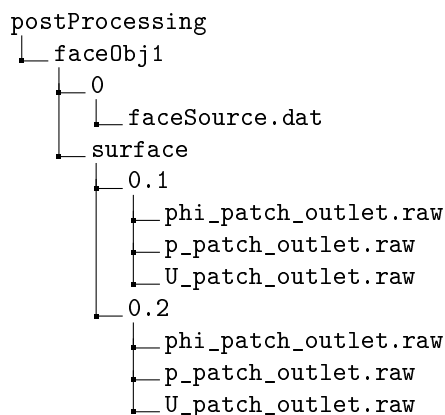 postProcessing
faceObj1
0
faceSource.dat
surface
0.1
phi_patch_outlet.raw
p_patch_outlet.raw
U_patch_outlet.raw
0.2
phi_patch_outlet.raw
p_patch_outlet.raw
U_patch_outlet.raw